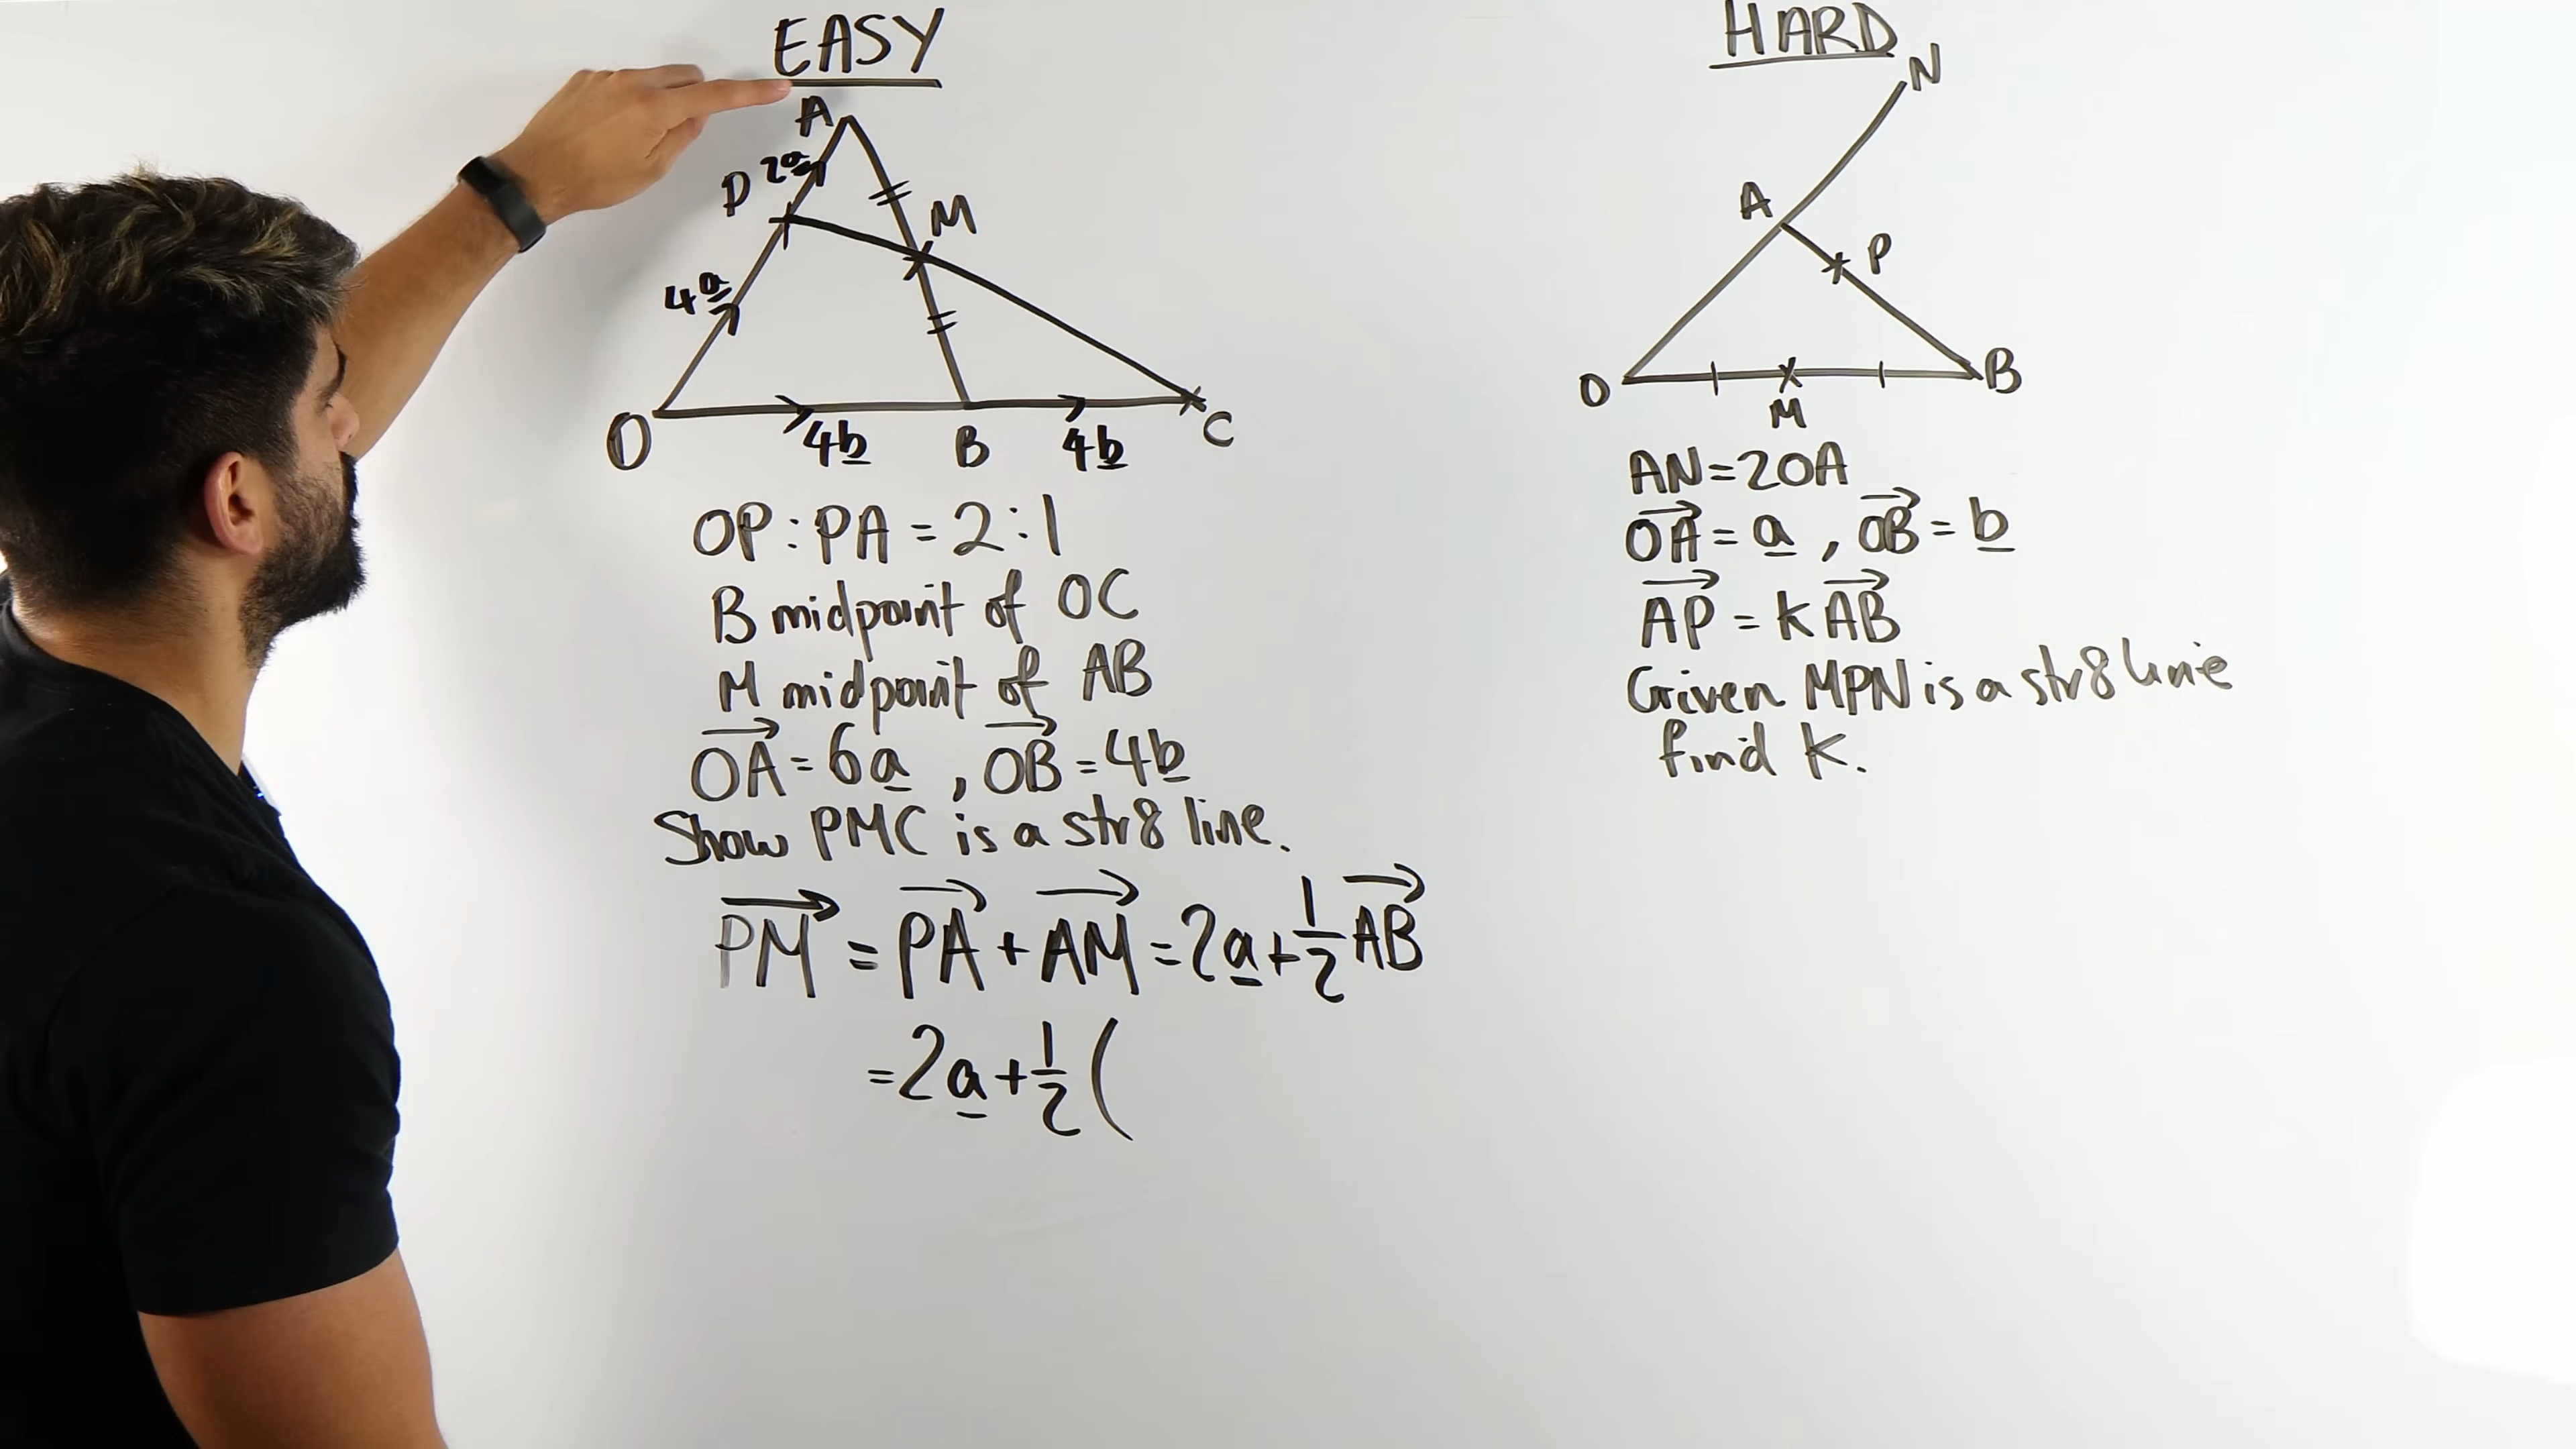 EASY
A
2a
P
M
4a
O
4b
B
4b
C
OP:PA = 2:1
B midpoint of OC
M midpoint of AB
OA = 6a , OB = 4b
Show PMC is a str8 line.
PM = PA + AM = 2a + 1/2 AB
= 2a + 1/2 (
HARD
N
A
P
O
B
M
AN = 2OA
OA = a , OB = b
AP = kAB
Given MPN is a str8 line
find k.